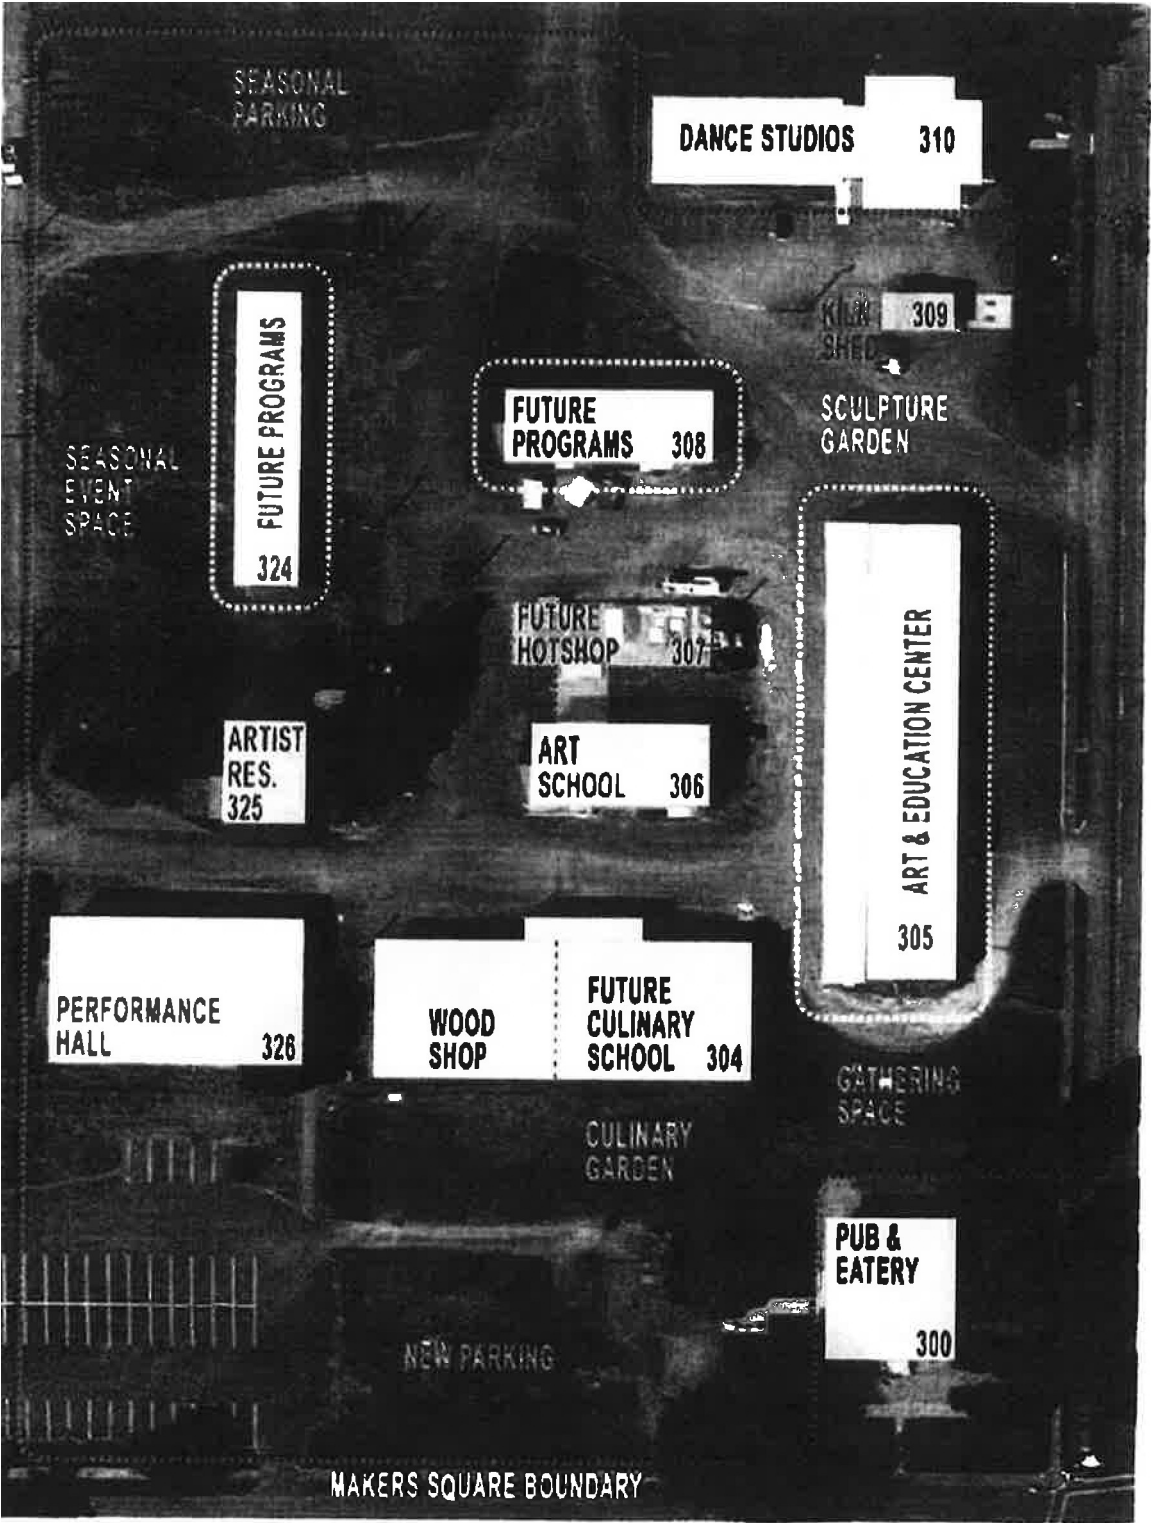 SEASONAL
PARKING
DANCE STUDIOS 310
KILN 309
SHED
FUTURE PROGRAMS
324
FUTURE
PROGRAMS 308
SCULPTURE
GARDEN
SEASONAL
EVENT
SPACE
FUTURE
HOTSHOP 307
ART & EDUCATION CENTER
305
ARTIST
RES.
325
ART
SCHOOL 306
PERFORMANCE
HALL 326
WOOD
SHOP
FUTURE
CULINARY
SCHOOL 304
GATHERING
SPACE
CULINARY
GARDEN
PUB &
EATERY
300
NEW PARKING
MAKERS SQUARE BOUNDARY